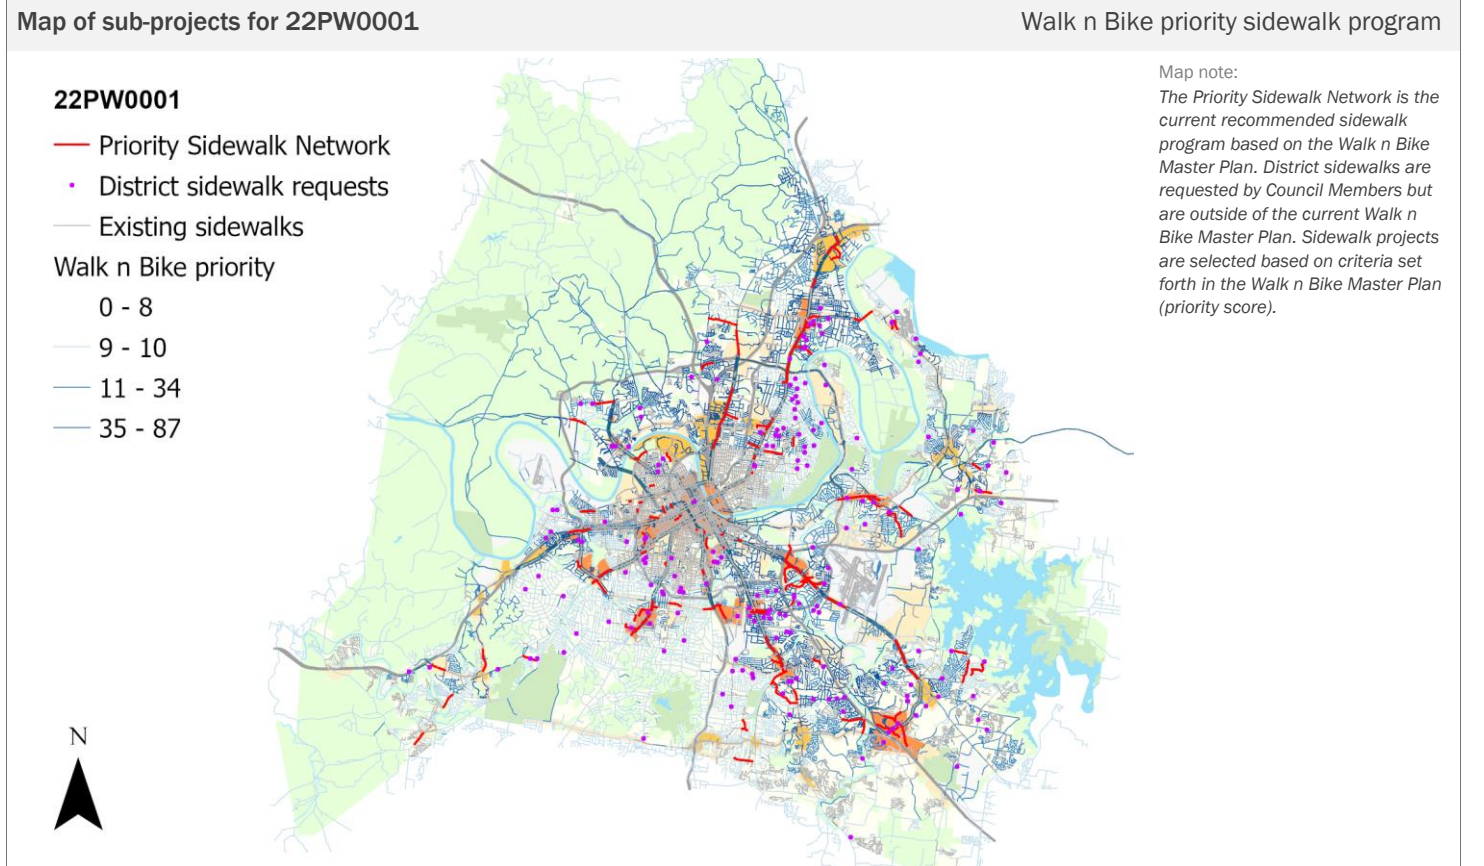 Map of sub-projects for 22PW0001
Walk n Bike priority sidewalk program
22PW0001
Priority Sidewalk Network
District sidewalk requests
Existing sidewalks
Walk n Bike priority
0 - 8
9 - 10
11 - 34
35 - 87
N
Map note:
The Priority Sidewalk Network is the
current recommended sidewalk
program based on the Walk n Bike
Master Plan. District sidewalks are
requested by Council Members but
are outside of the current Walk n
Bike Master Plan. Sidewalk projects
are selected based on criteria set
forth in the Walk n Bike Master Plan
(priority score).